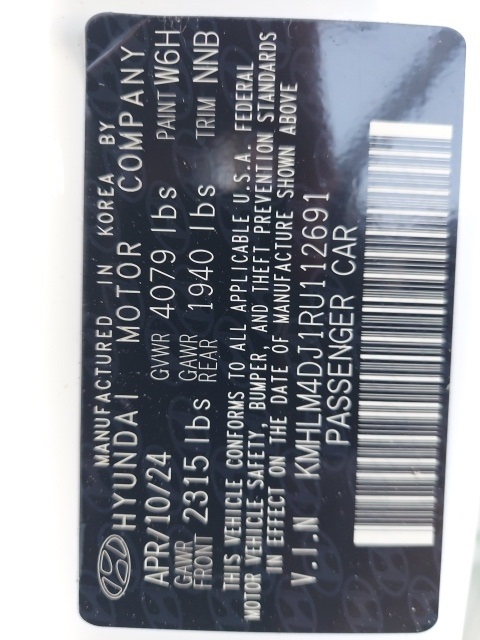 MANUFACTURED IN KOREA BY
HYUNDAI MOTOR COMPANY
APR/10/24 GVWR 4079 lbs PAINT W6H
GAWR FRONT 2315 lbs GAWR REAR 1940 lbs TRIM NNB
THIS VEHICLE CONFORMS TO ALL APPLICABLE U.S.A. FEDERAL
MOTOR VEHICLE SAFETY, BUMPER, AND THEFT PREVENTION STANDARDS
IN EFFECT ON THE DATE OF MANUFACTURE SHOWN ABOVE
V.I.N KMHLM4DJ1RU112691
PASSENGER CAR